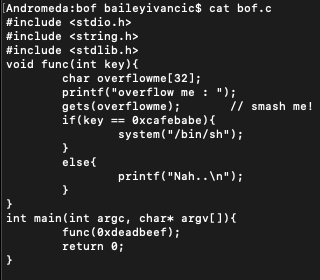 [Andromeda:bof baileyivancic$ cat bof.c
#include <stdio.h>
#include <string.h>
#include <stdlib.h>
void func(int key){
        char overflowme[32];
        printf("overflow me : ");
        gets(overflowme);       // smash me!
        if(key == 0xcafebabe){
                system("/bin/sh");
        }
        else{
                printf("Nah..\n");
        }
}
int main(int argc, char* argv[]){
        func(0xdeadbeef);
        return 0;
}